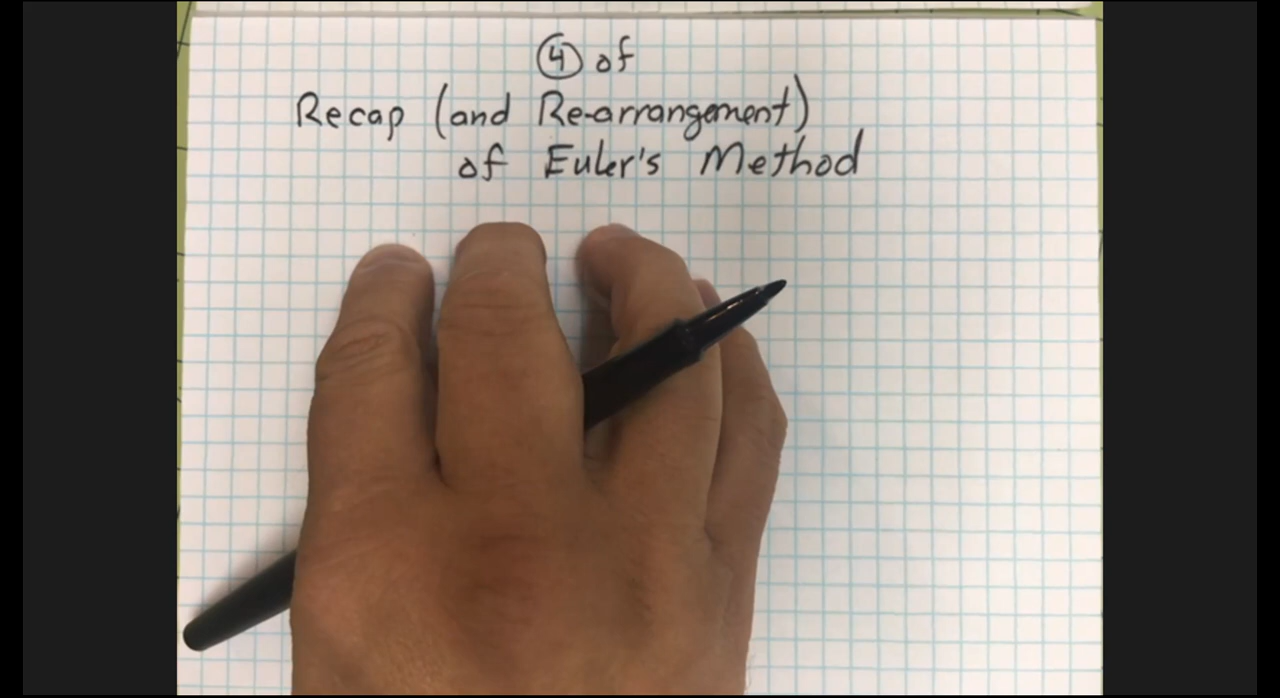 ④ of
Recap (and Re-arrangement)
of Euler's Method